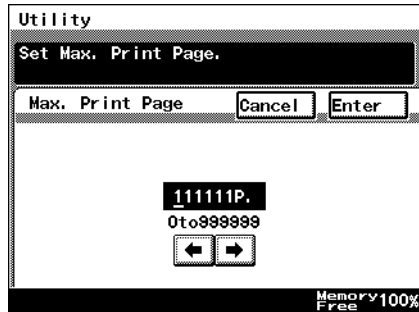 Utility
Set Max. Print Page.
Max. Print Page
Cancel
Enter
111111P.
0to999999
Memory
Free 100%